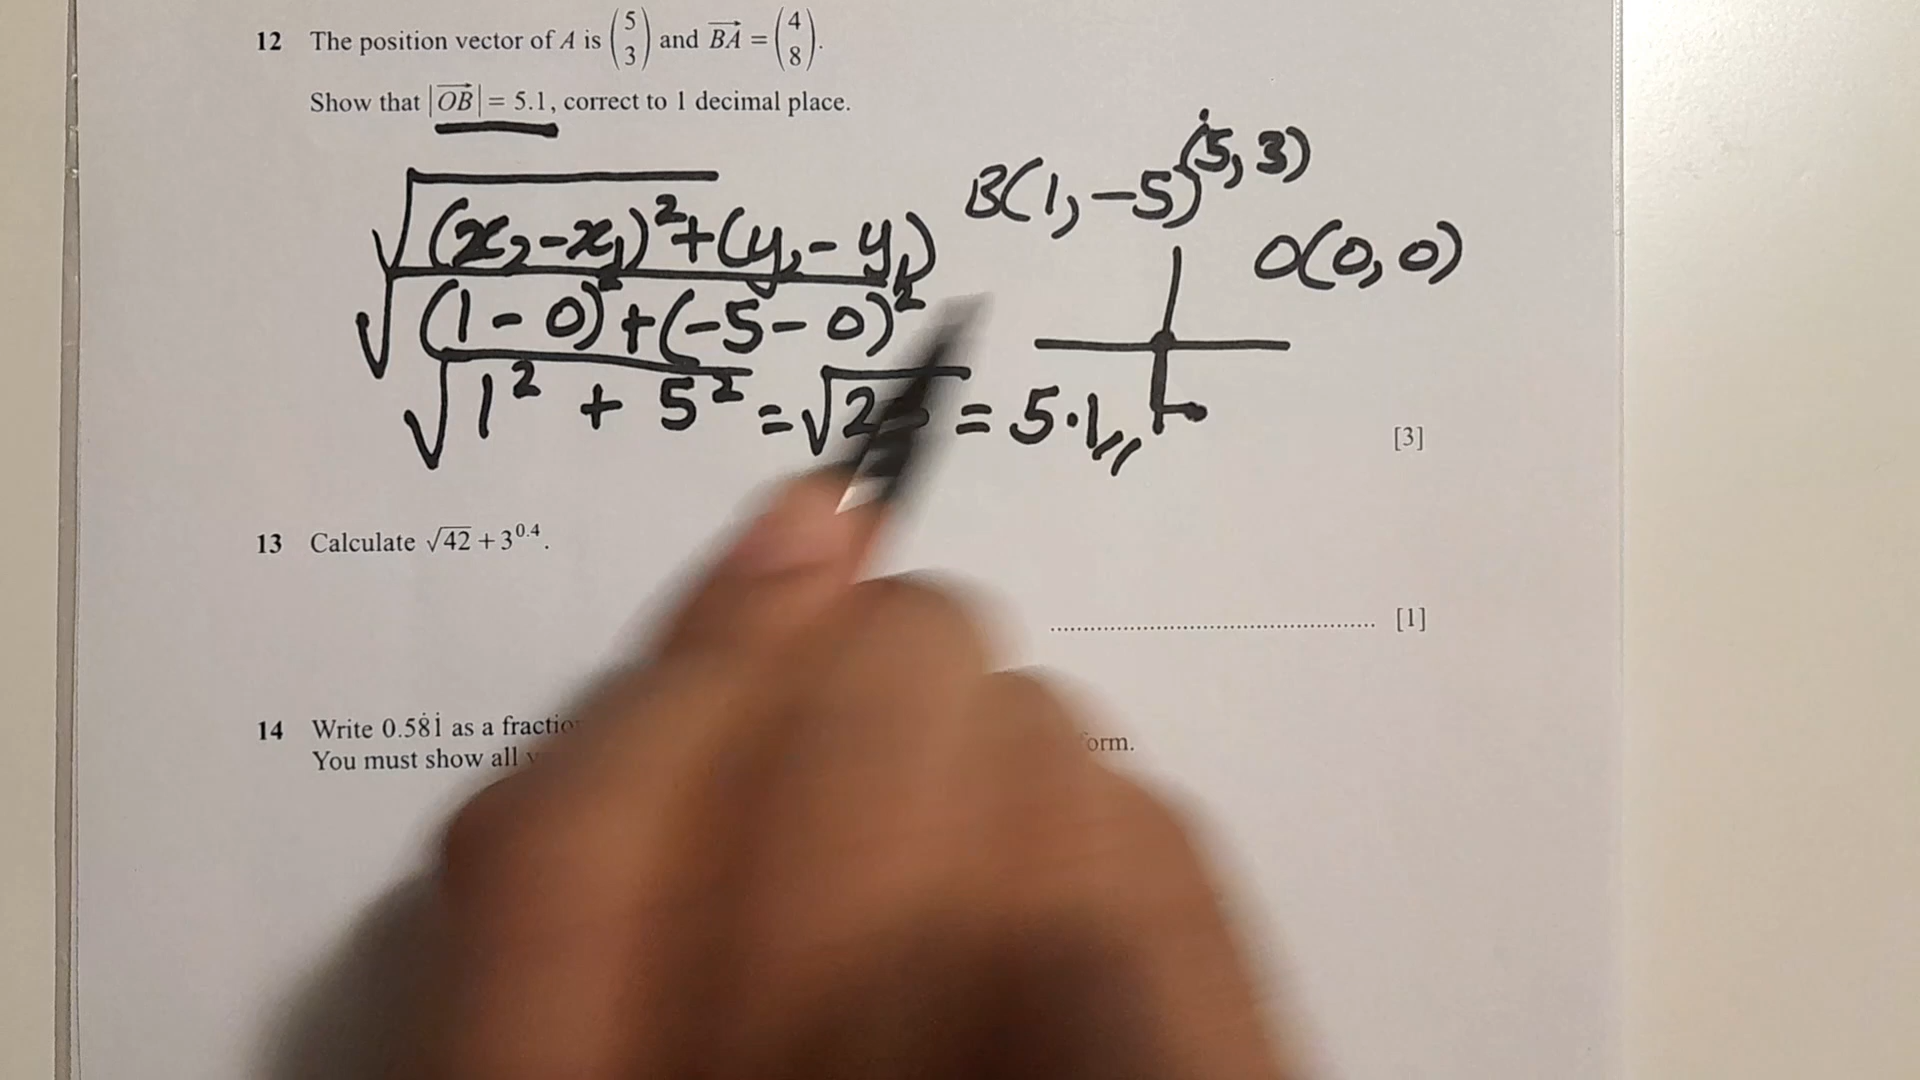 12 The position vector of A is (5 3) and BA = (4 8).
Show that |OB| = 5.1, correct to 1 decimal place.
B(1, -5) (5, 3)
√(x₂-x₁)²+(y₂-y₁)²
O(0,0)
√(1-0)²+(-5-0)²
√1² + 5² = √2 = 5.1
[3]
13 Calculate √42 + 3^0.4.
[1]
14 Write 0.58̇1̇ as a fraction
orm.
You must show all